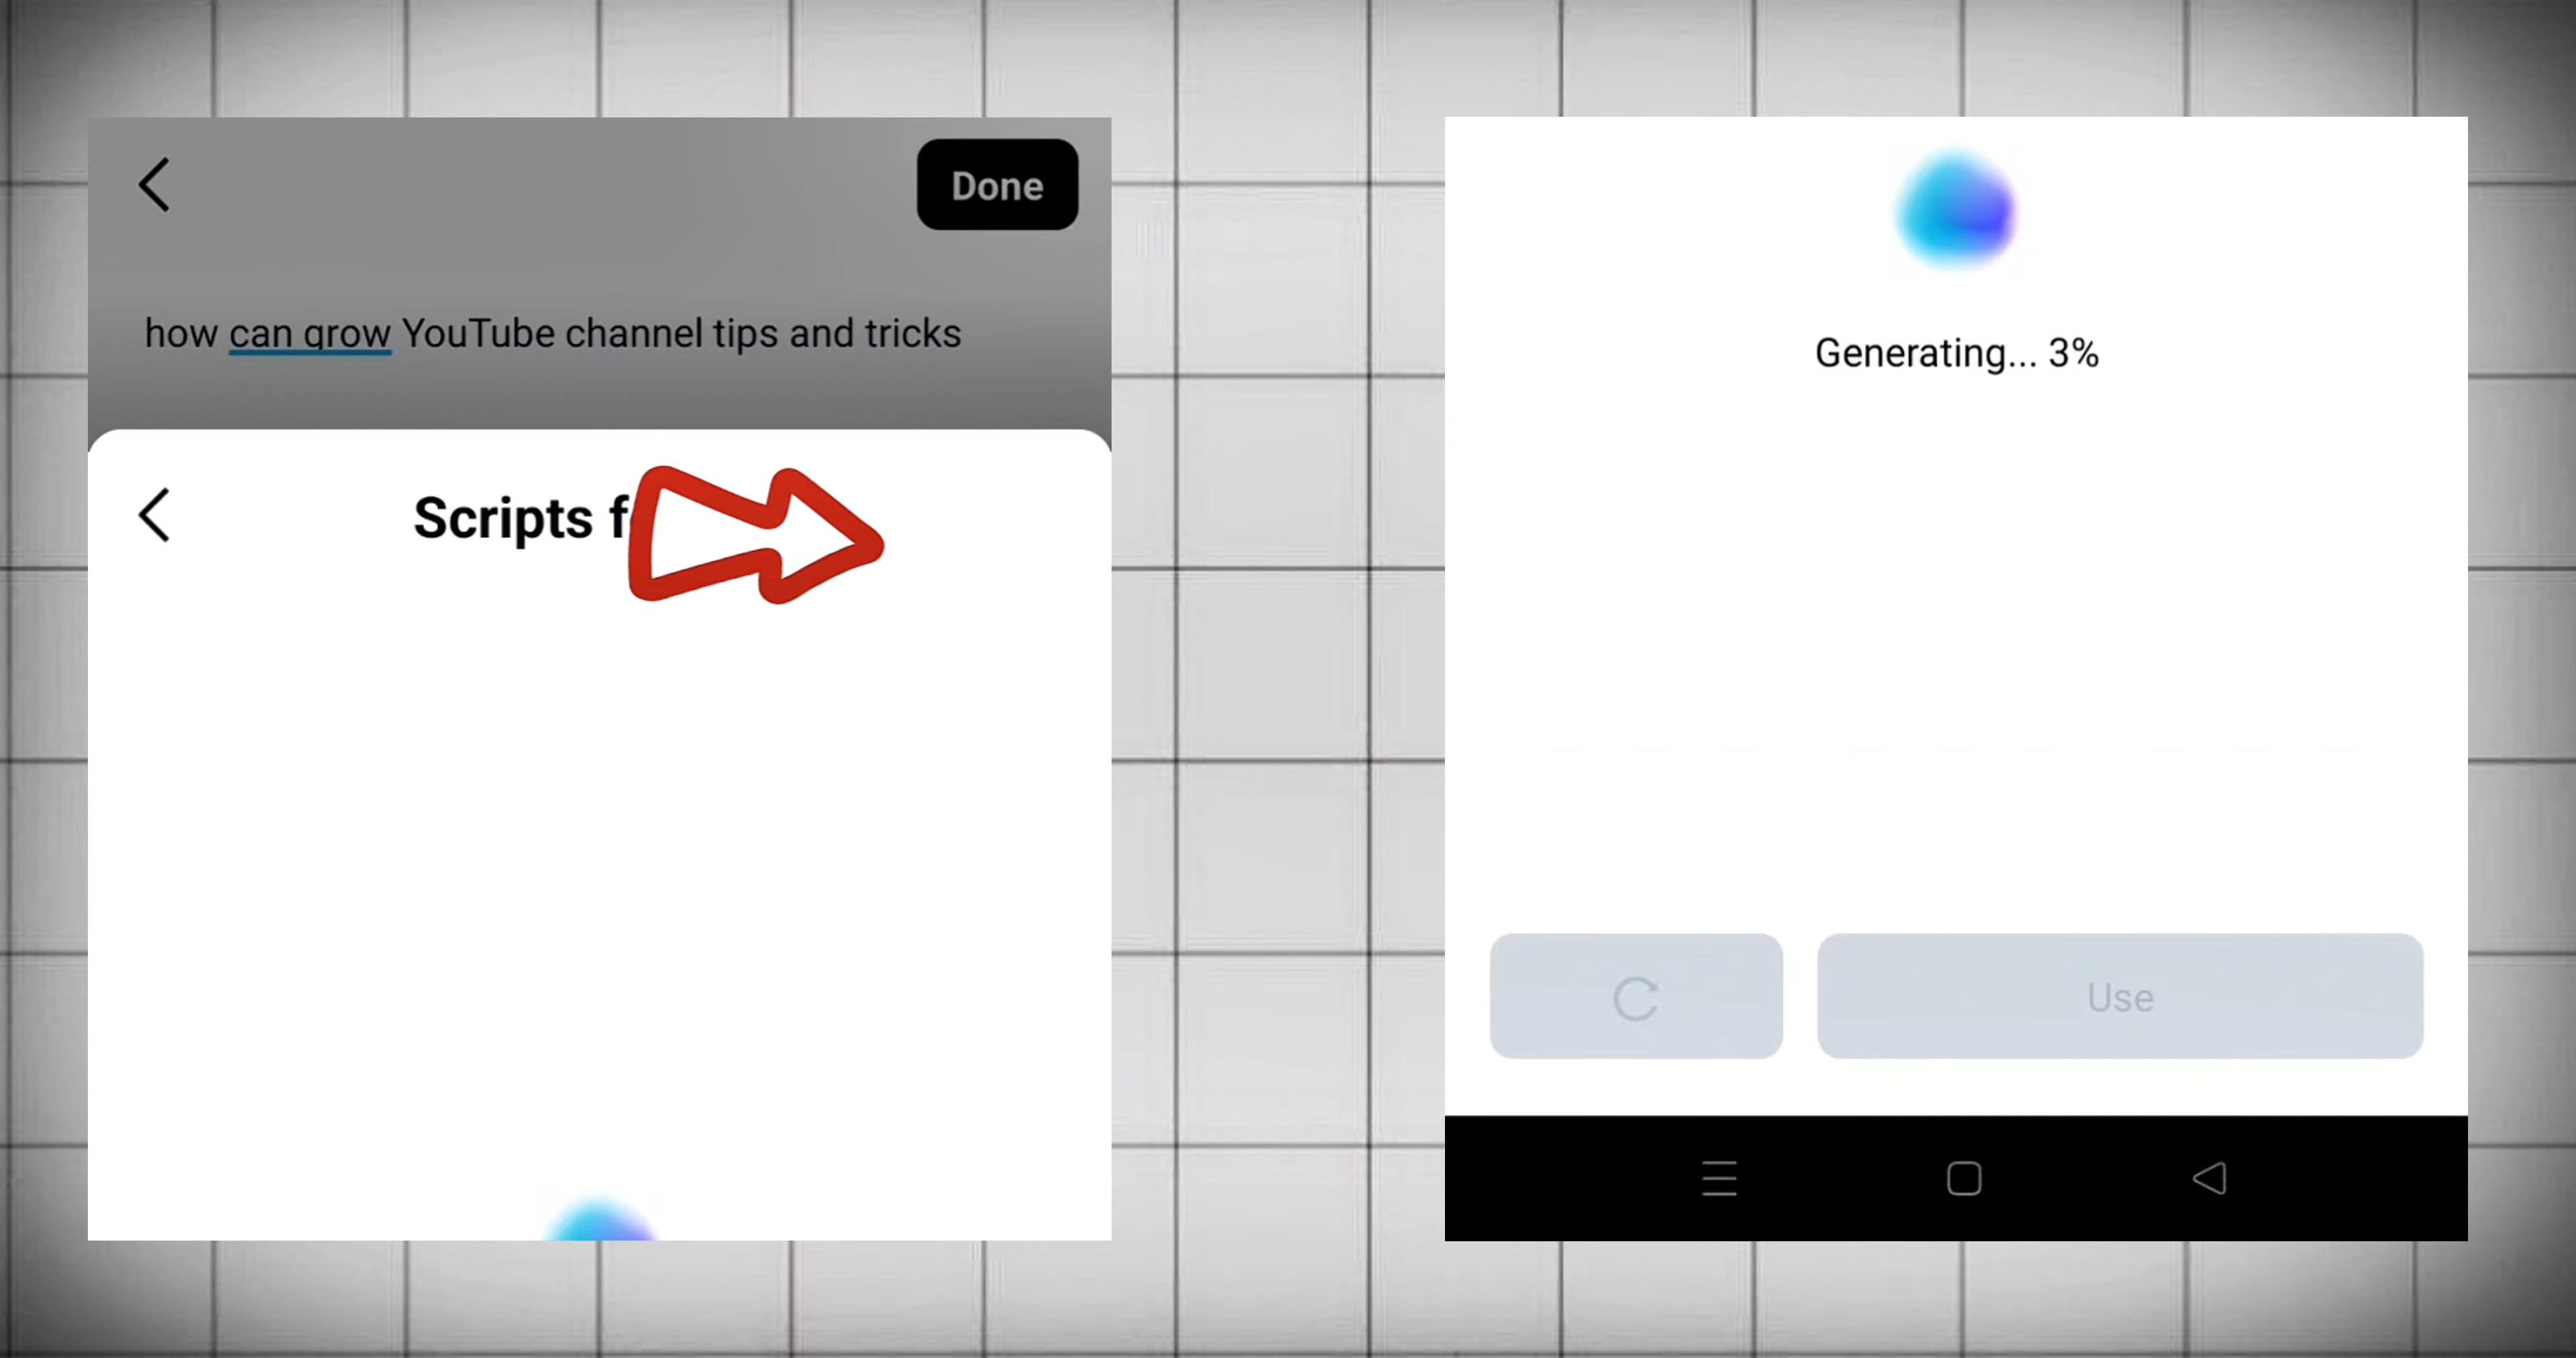 Done
how can grow YouTube channel tips and tricks
Scripts
Generating... 3%
Use